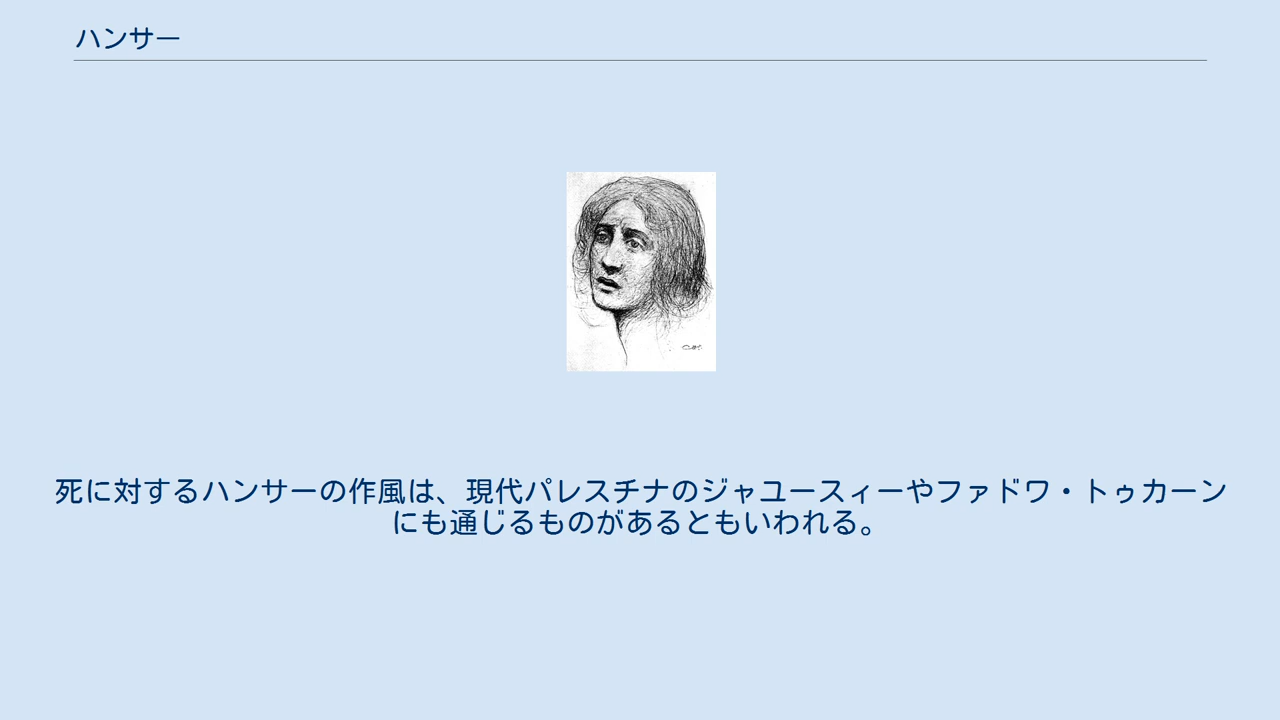 ハンサー
死に対するハンサーの作風は、現代パレスチナのジャユースィーやファドワ・トゥカーン
にも通じるものがあるともいわれる。